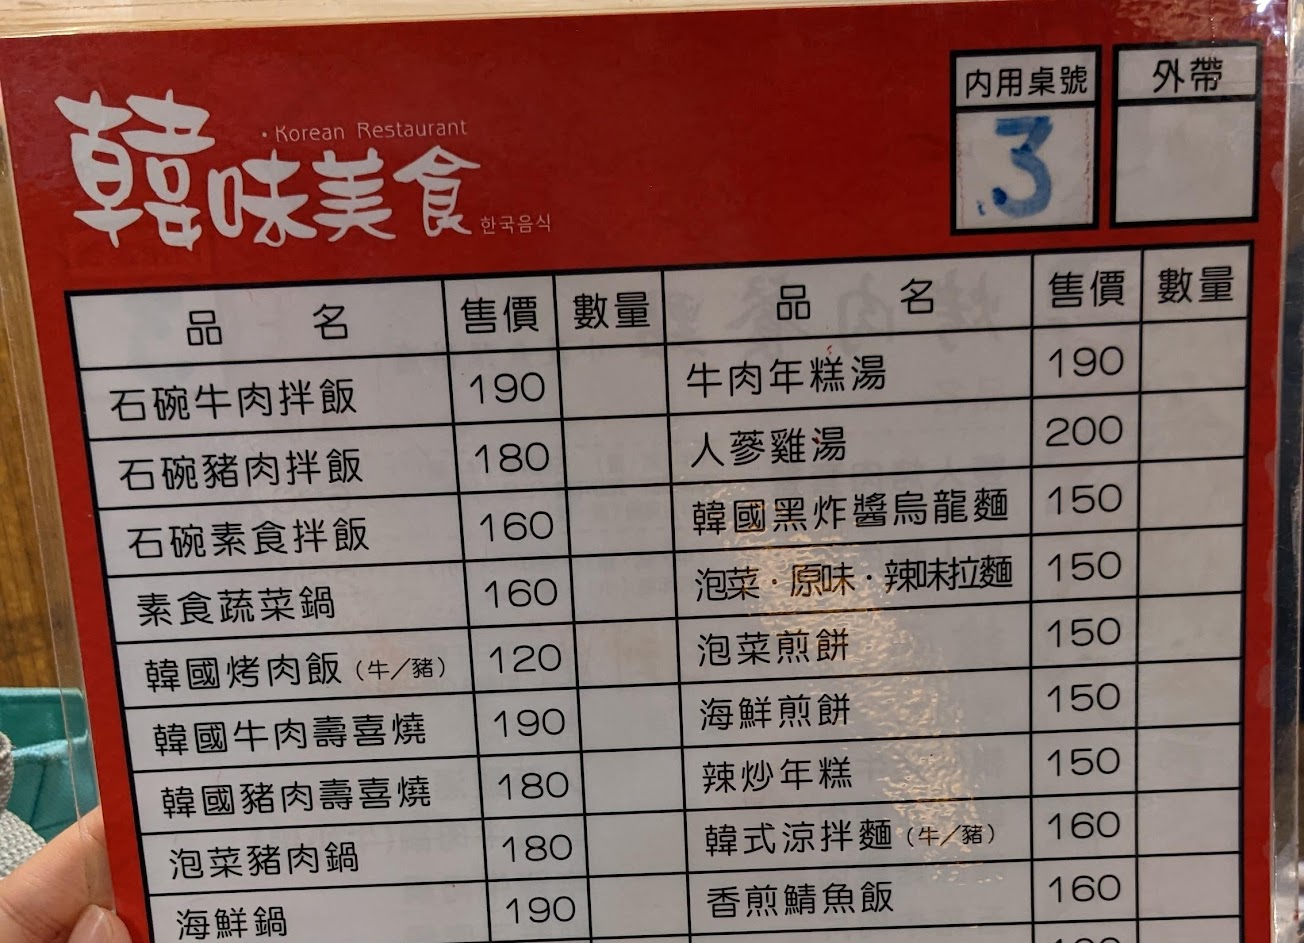 韓味美食
• Korean Restaurant
한국음식
內用桌號 外帶
3
品 名 售價 數量 品 名 售價 數量
石碗牛肉拌飯 190 牛肉年糕湯 190
石碗豬肉拌飯 180 人蔘雞湯 200
石碗素食拌飯 160 韓國黑炸醬烏龍麵 150
素食蔬菜鍋 160 泡菜·原味·辣味拉麵 150
韓國烤肉飯(牛/豬) 120 泡菜煎餅 150
韓國牛肉壽喜燒 190 海鮮煎餅 150
韓國豬肉壽喜燒 180 辣炒年糕 150
泡菜豬肉鍋 180 韓式涼拌麵(牛/豬) 160
海鮮鍋 190 香煎鯖魚飯 160